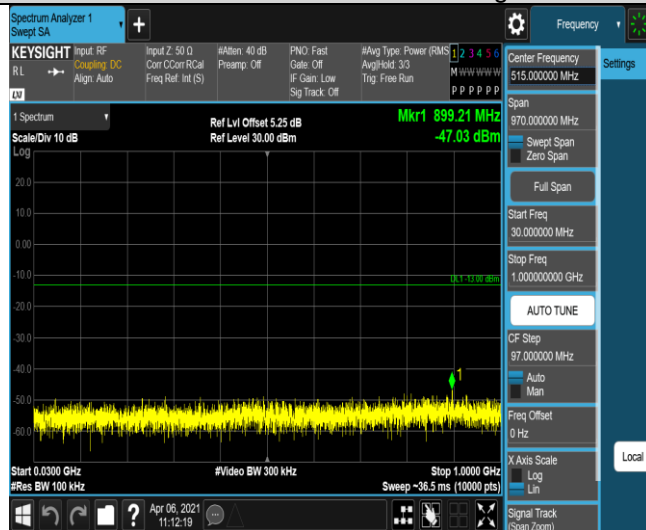 Spectrum Analyzer 1
Swept SA
Frequency
KEYSIGHT Input: RF Input Z: 50 Ω #Atten: 40 dB PNO: Fast #Avg Type: Power (RMS 1 2 3 4 5 6
RL Coupling: DC Corr CCorr RCal Preamp: Off Gate: Off Avg|Hold: 3/3 M W W W W W
Align: Auto Freq Ref: Int (S) IF Gain: Low Trig: Free Run
LXI Sig Track: Off P P P P P P
1 Spectrum
Ref Lvl Offset 5.25 dB Mkr1 899.21 MHz
Scale/Div 10 dB Ref Level 30.00 dBm -47.03 dBm
Log
20.0
10.0
0.00
-10.0
DL1 -13.00 dBm
-20.0
-30.0
-40.0
1
-50.0
-60.0
Start 0.0300 GHz #Video BW 300 kHz Stop 1.0000 GHz
#Res BW 100 kHz Sweep ~36.5 ms (10000 pts)
Apr 06, 2021
11:12:19
Center Frequency
515.000000 MHz
Settings
Span
970.000000 MHz
Swept Span
Zero Span
Full Span
Start Freq
30.000000 MHz
Stop Freq
1.000000000 GHz
AUTO TUNE
CF Step
97.000000 MHz
Auto
Man
Freq Offset
0 Hz
X Axis Scale
Log
Lin
Local
Signal Track
(Span Zoom)